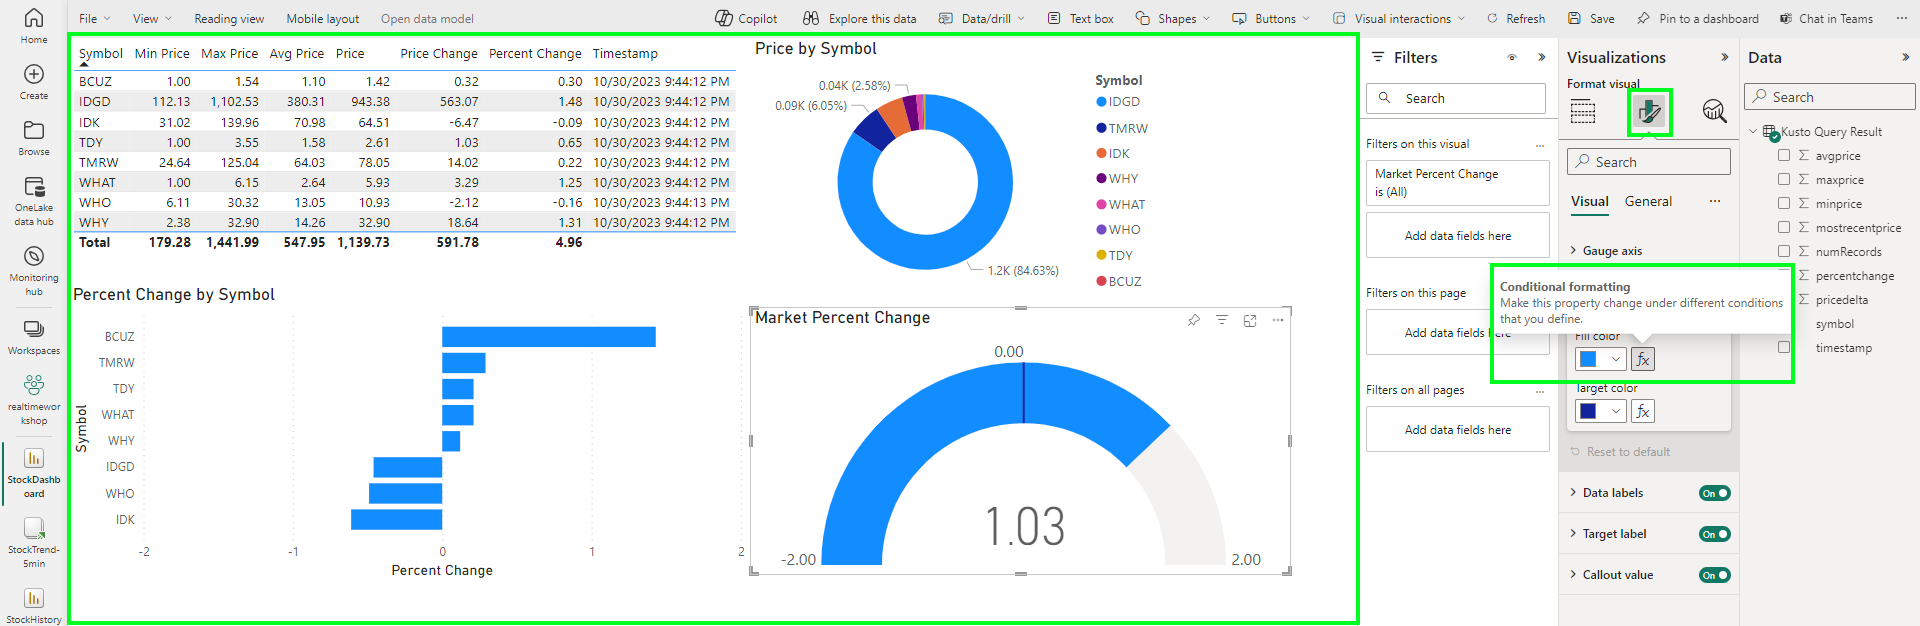 File View Reading view Mobile layout Open data model Copilot Explore this data Data/drill Text box Shapes Buttons Visual interactions Refresh Save Pin to a dashboard Chat in Teams ...
Home
Create
Browse
OneLake
data hub
Monitoring
hub
Workspaces
realtimewo
rkshop
StockDashb
oard
StockTrend-
5min
StockHistory
Symbol Min Price Max Price Avg Price Price Price Change Percent Change Timestamp
BCUZ 1.00 1.54 1.10 1.42 0.32 0.30 10/30/2023 9:44:12 PM
IDGD 112.13 1,102.53 380.31 943.38 563.07 1.48 10/30/2023 9:44:12 PM
IDK 31.02 139.96 70.98 64.51 -6.47 -0.09 10/30/2023 9:44:12 PM
TDY 1.00 3.55 1.58 2.61 1.03 0.65 10/30/2023 9:44:12 PM
TMRW 24.64 125.04 64.03 78.05 14.02 0.22 10/30/2023 9:44:12 PM
WHAT 1.00 6.15 2.64 5.93 3.29 1.25 10/30/2023 9:44:12 PM
WHO 6.11 30.32 13.05 10.93 -2.12 -0.16 10/30/2023 9:44:13 PM
WHY 2.38 32.90 14.26 32.90 18.64 1.31 10/30/2023 9:44:12 PM
Total 179.28 1,441.99 547.95 1,139.73 591.78 4.96
Price by Symbol
0.04K (2.58%)
0.09K (6.05%)
1.2K (84.63%)
Symbol
IDGD
TMRW
IDK
WHY
WHAT
WHO
TDY
BCUZ
Percent Change by Symbol
Symbol
BCUZ
TMRW
TDY
WHAT
WHY
IDGD
WHO
IDK
-2 -1 0 1 2
Percent Change
Market Percent Change
0.00
1.03
-2.00 2.00
Filters
Search
Filters on this visual ...
Market Percent Change
is (All)
Add data fields here
Filters on this page
Add data fields here
Filters on all pages ...
Add data fields here
Visualizations
Format visual
Search
Visual General ...
Gauge axis
Conditional formatting
Make this property change under different conditions
that you define.
Fill color
fx
Target color
fx
Reset to default
Data labels On
Target label On
Callout value On
Data
Search
Kusto Query Result
avgprice
maxprice
minprice
mostrecentprice
numRecords
percentchange
pricedelta
symbol
timestamp